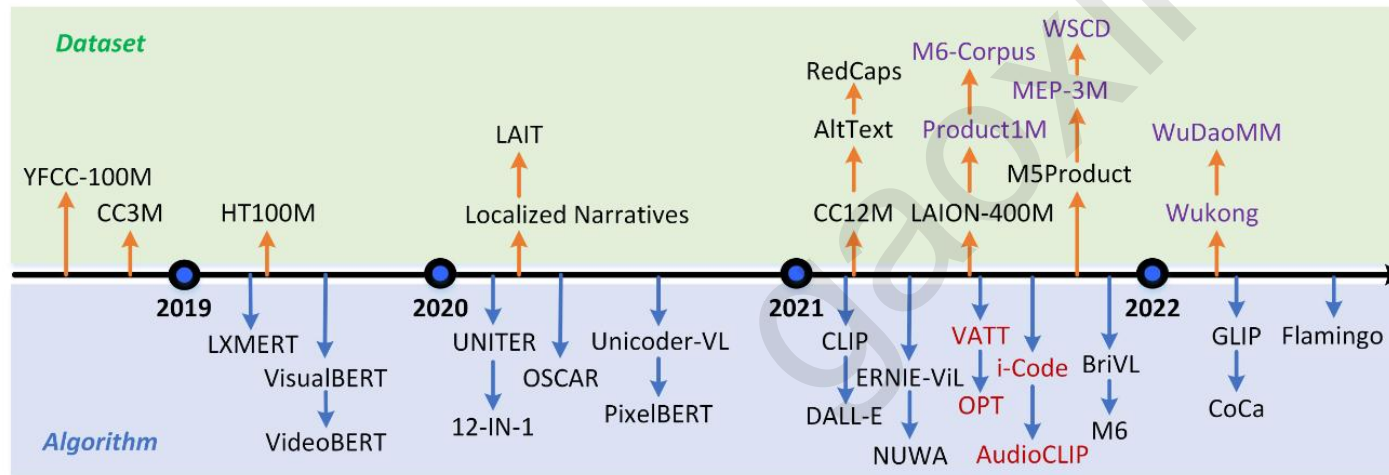 Dataset
YFCC-100M
CC3M
HT100M
LAIT
Localized Narratives
RedCaps
AltText
CC12M
M6-Corpus
Product1M
LAION-400M
WSCD
MEP-3M
M5Product
WuDaoMM
Wukong
2019
2020
2021
2022
LXMERT
VisualBERT
VideoBERT
UNITER
12-IN-1
OSCAR
Unicoder-VL
PixelBERT
CLIP
DALL-E
ERNIE-ViL
NUWA
VATT
OPT
i-Code
AudioCLIP
BriVL
M6
GLIP
CoCa
Flamingo
Algorithm